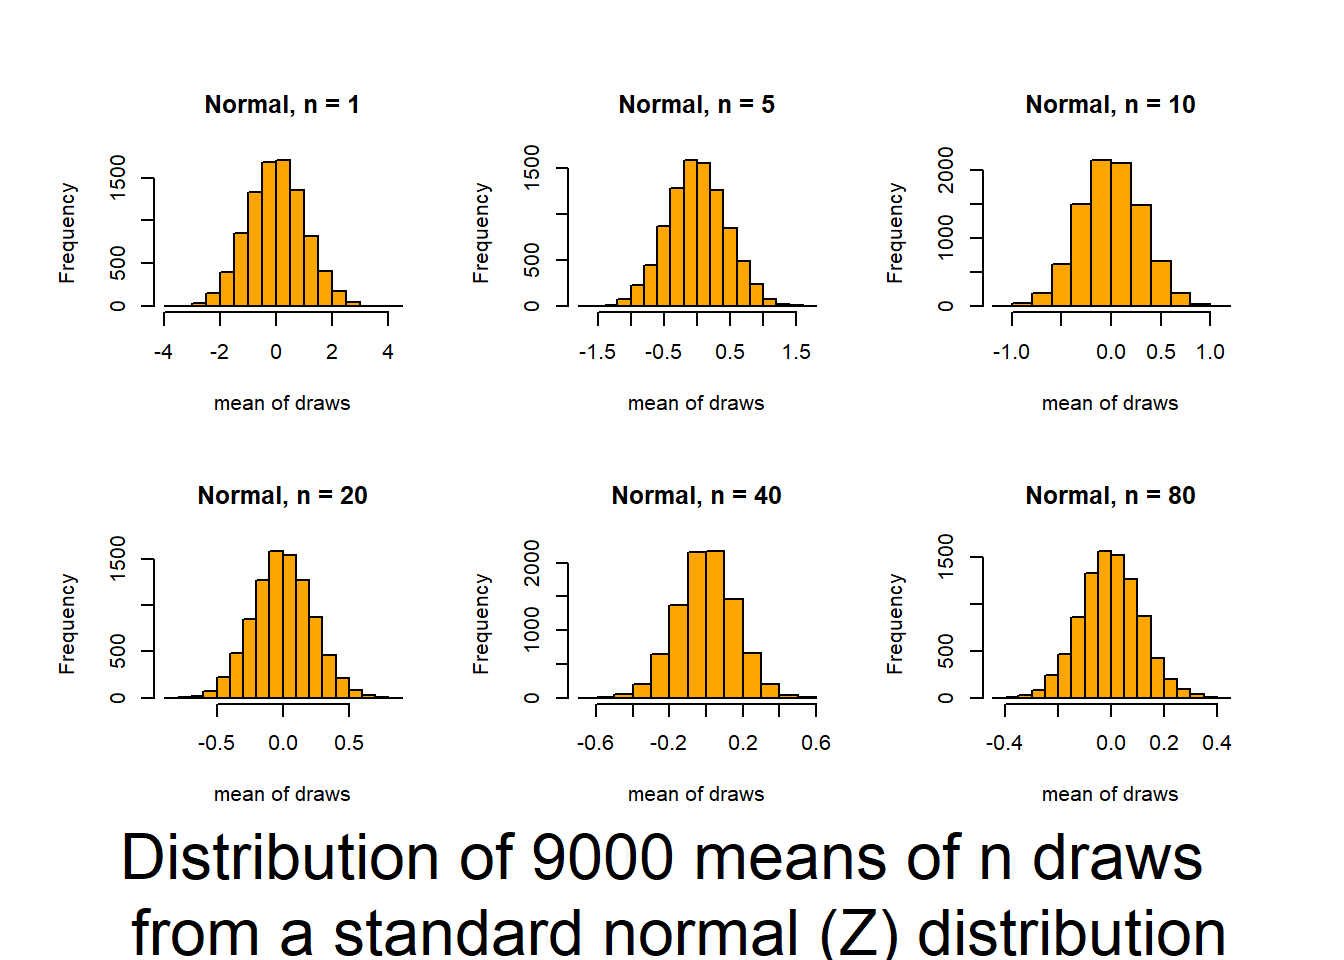 Normal, n = 1
Frequency
1500
500
0
-4 -2 0 2 4
mean of draws
Normal, n = 5
Frequency
1500
500
0
-1.5 -0.5 0.5 1.5
mean of draws
Normal, n = 10
Frequency
2000
1000
0
-1.0 0.0 0.5 1.0
mean of draws
Normal, n = 20
Frequency
1500
500
0
-0.5 0.0 0.5
mean of draws
Normal, n = 40
Frequency
2000
1000
0
-0.6 -0.2 0.2 0.6
mean of draws
Normal, n = 80
Frequency
1500
500
0
-0.4 0.0 0.2 0.4
mean of draws
Distribution of 9000 means of n draws
from a standard normal (Z) distribution